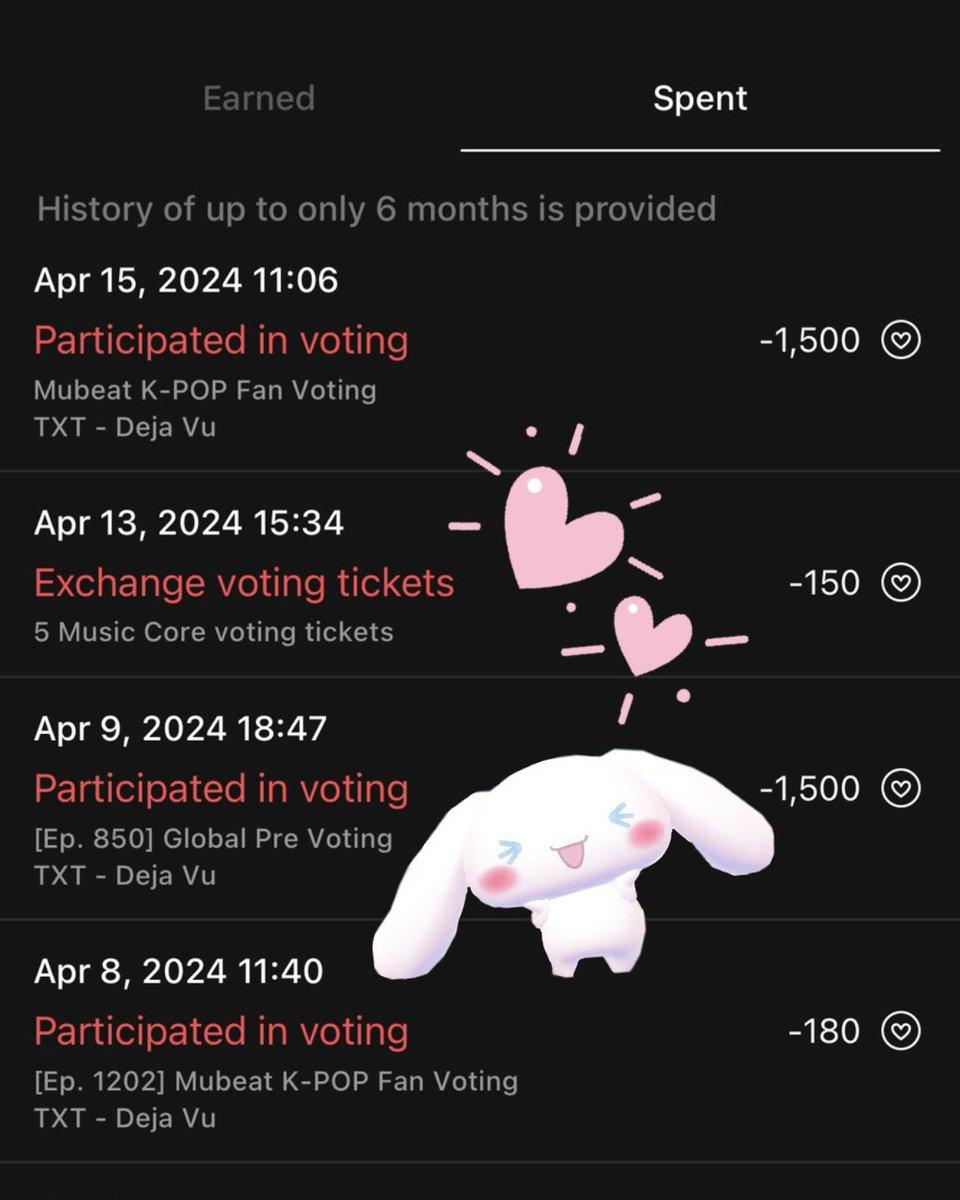 Earned
Spent
History of up to only 6 months is provided
Apr 15, 2024 11:06
Participated in voting
-1,500
Mubeat K-POP Fan Voting
TXT - Deja Vu
Apr 13, 2024 15:34
Exchange voting tickets
-150
5 Music Core voting tickets
Apr 9, 2024 18:47
Participated in voting
-1,500
[Ep. 850] Global Pre Voting
TXT - Deja Vu
Apr 8, 2024 11:40
Participated in voting
-180
[Ep. 1202] Mubeat K-POP Fan Voting
TXT - Deja Vu